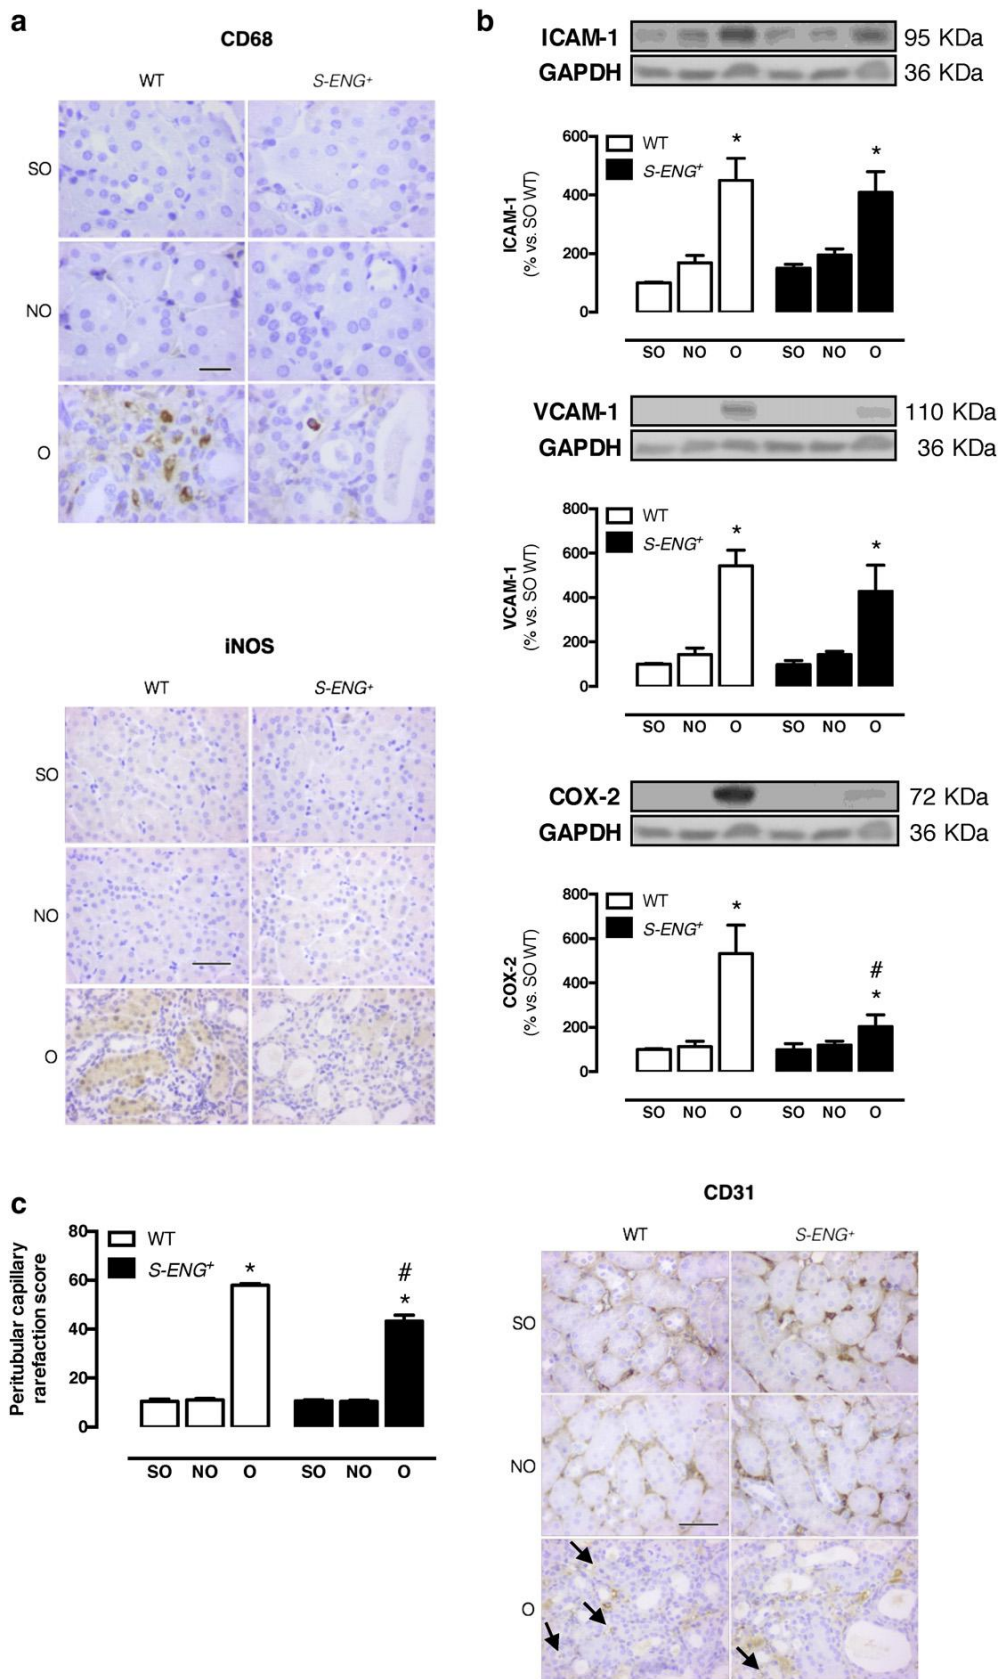 a
CD68
WT S-ENG+
SO
NO
O
iNOS
WT S-ENG+
SO
NO
O
b
ICAM-1 95 KDa
GAPDH 36 KDa
600
400
200
0
ICAM-1
(% vs. SO WT)
WT
S-ENG+
*
*
SO NO O SO NO O
VCAM-1 110 KDa
GAPDH 36 KDa
800
600
400
200
0
VCAM-1
(% vs. SO WT)
WT
S-ENG+
*
*
SO NO O SO NO O
COX-2 72 KDa
GAPDH 36 KDa
800
600
400
200
0
COX-2
(% vs. SO WT)
WT
S-ENG+
*
#
*
SO NO O SO NO O
c
80
60
40
20
0
Peritubular capillary
rarefaction score
WT
S-ENG+
*
#
*
SO NO O SO NO O
CD31
WT S-ENG+
SO
NO
O